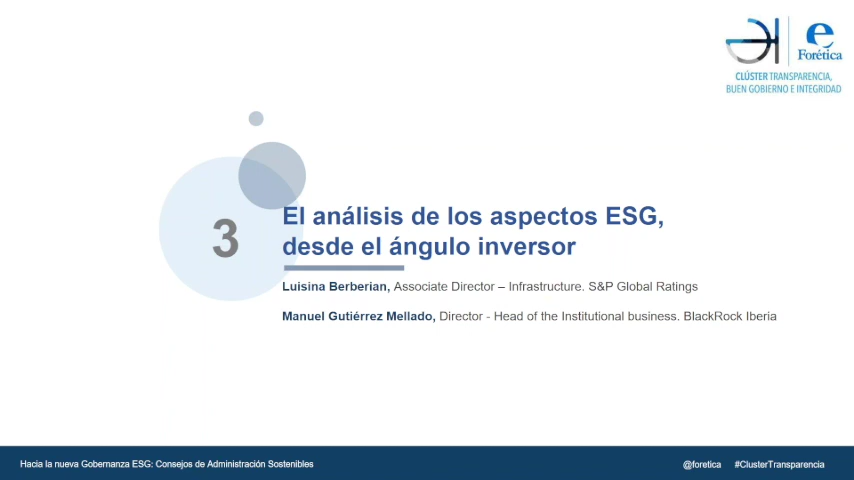 e
Forética
CLÚSTER TRANSPARENCIA,
BUEN GOBIERNO E INTEGRIDAD
3
El análisis de los aspectos ESG,
desde el ángulo inversor
Luisina Berberian, Associate Director – Infrastructure. S&P Global Ratings
Manuel Gutiérrez Mellado, Director - Head of the Institutional business. BlackRock Iberia
Hacia la nueva Gobernanza ESG: Consejos de Administración Sostenibles
@foretica #ClusterTransparencia